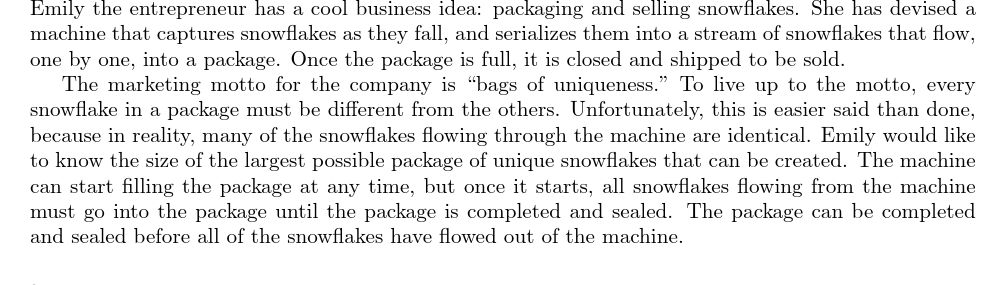 Emily the entrepreneur has a cool business idea: packaging and selling snowflakes. She has devised a
machine that captures snowflakes as they fall, and serializes them into a stream of snowflakes that flow,
one by one, into a package. Once the package is full, it is closed and shipped to be sold.
The marketing motto for the company is “bags of uniqueness.” To live up to the motto, every
snowflake in a package must be different from the others. Unfortunately, this is easier said than done,
because in reality, many of the snowflakes flowing through the machine are identical. Emily would like
to know the size of the largest possible package of unique snowflakes that can be created. The machine
can start filling the package at any time, but once it starts, all snowflakes flowing from the machine
must go into the package until the package is completed and sealed. The package can be completed
and sealed before all of the snowflakes have flowed out of the machine.